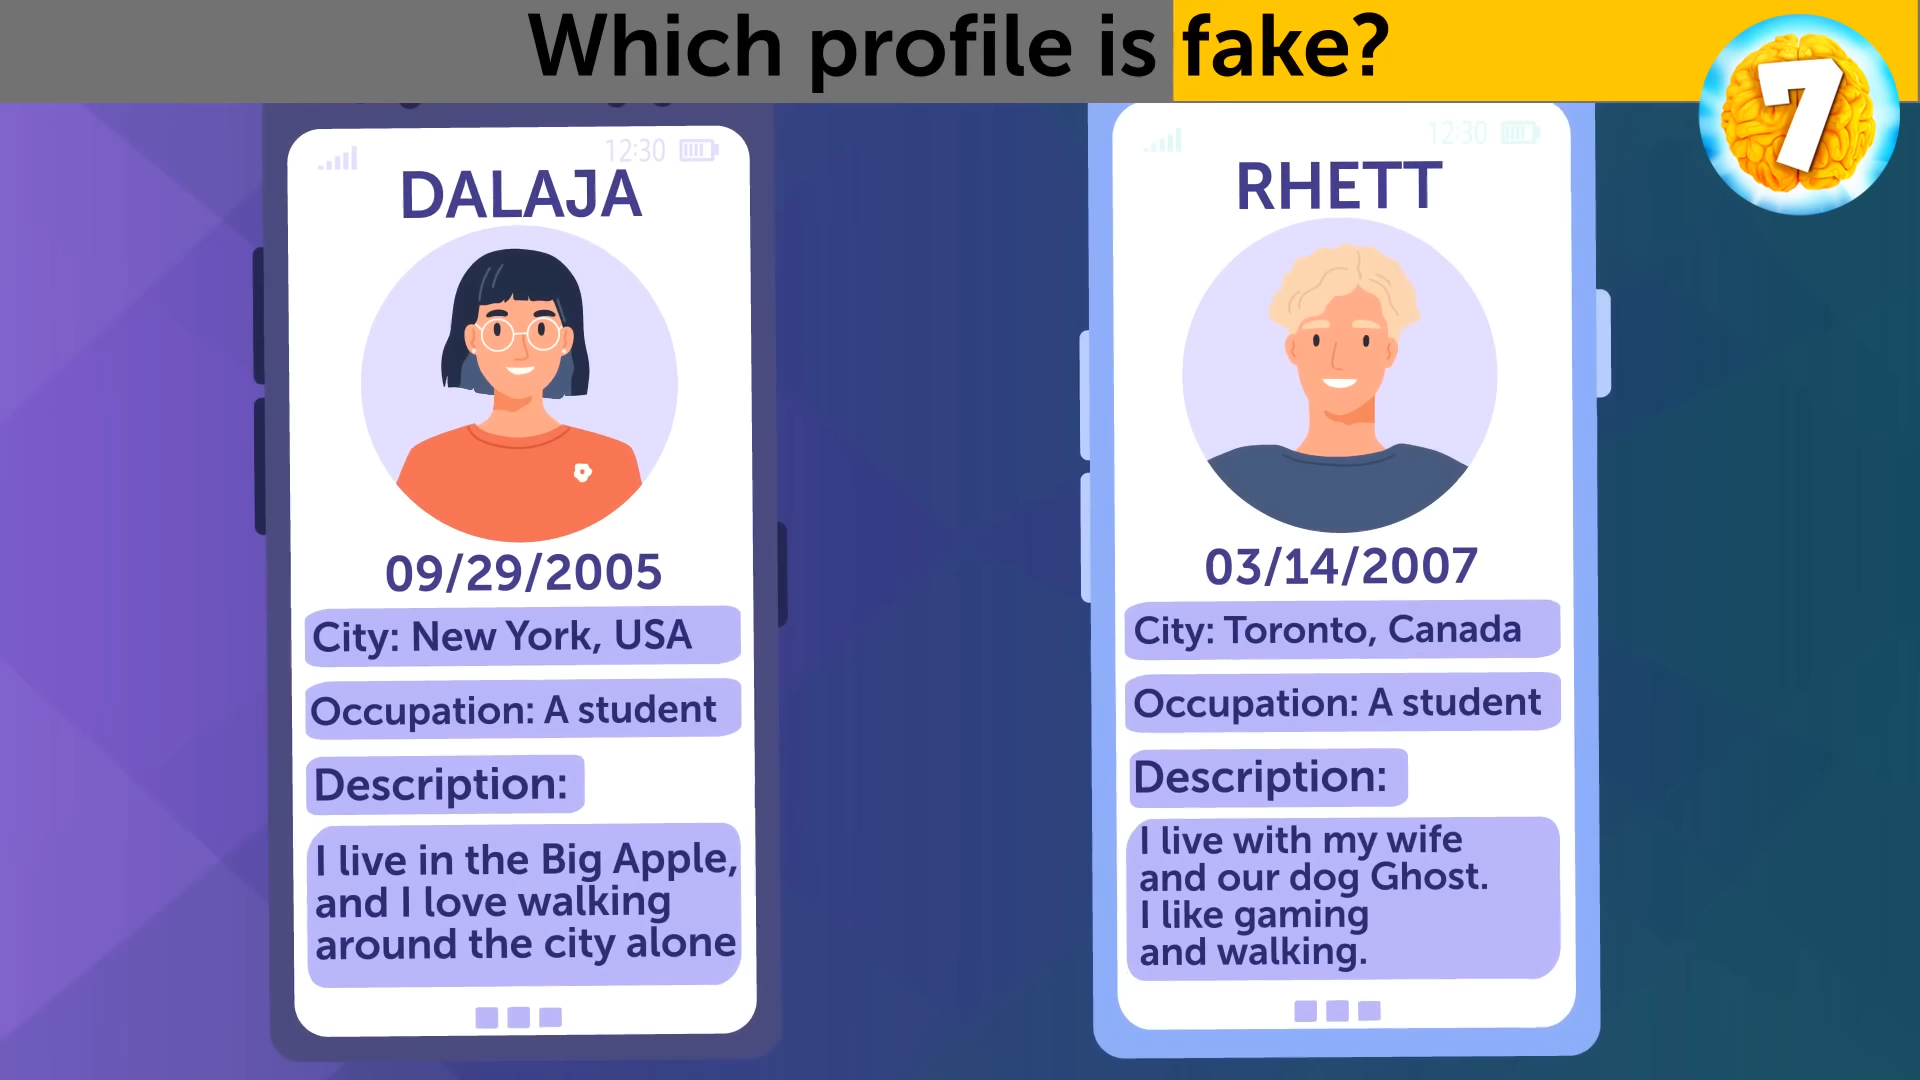 Which profile is fake?
7
12:30
DALAJA
09/29/2005
City: New York, USA
Occupation: A student
Description:
I live in the Big Apple,
and I love walking
around the city alone
12:30
RHETT
03/14/2007
City: Toronto, Canada
Occupation: A student
Description:
I live with my wife
and our dog Ghost.
I like gaming
and walking.